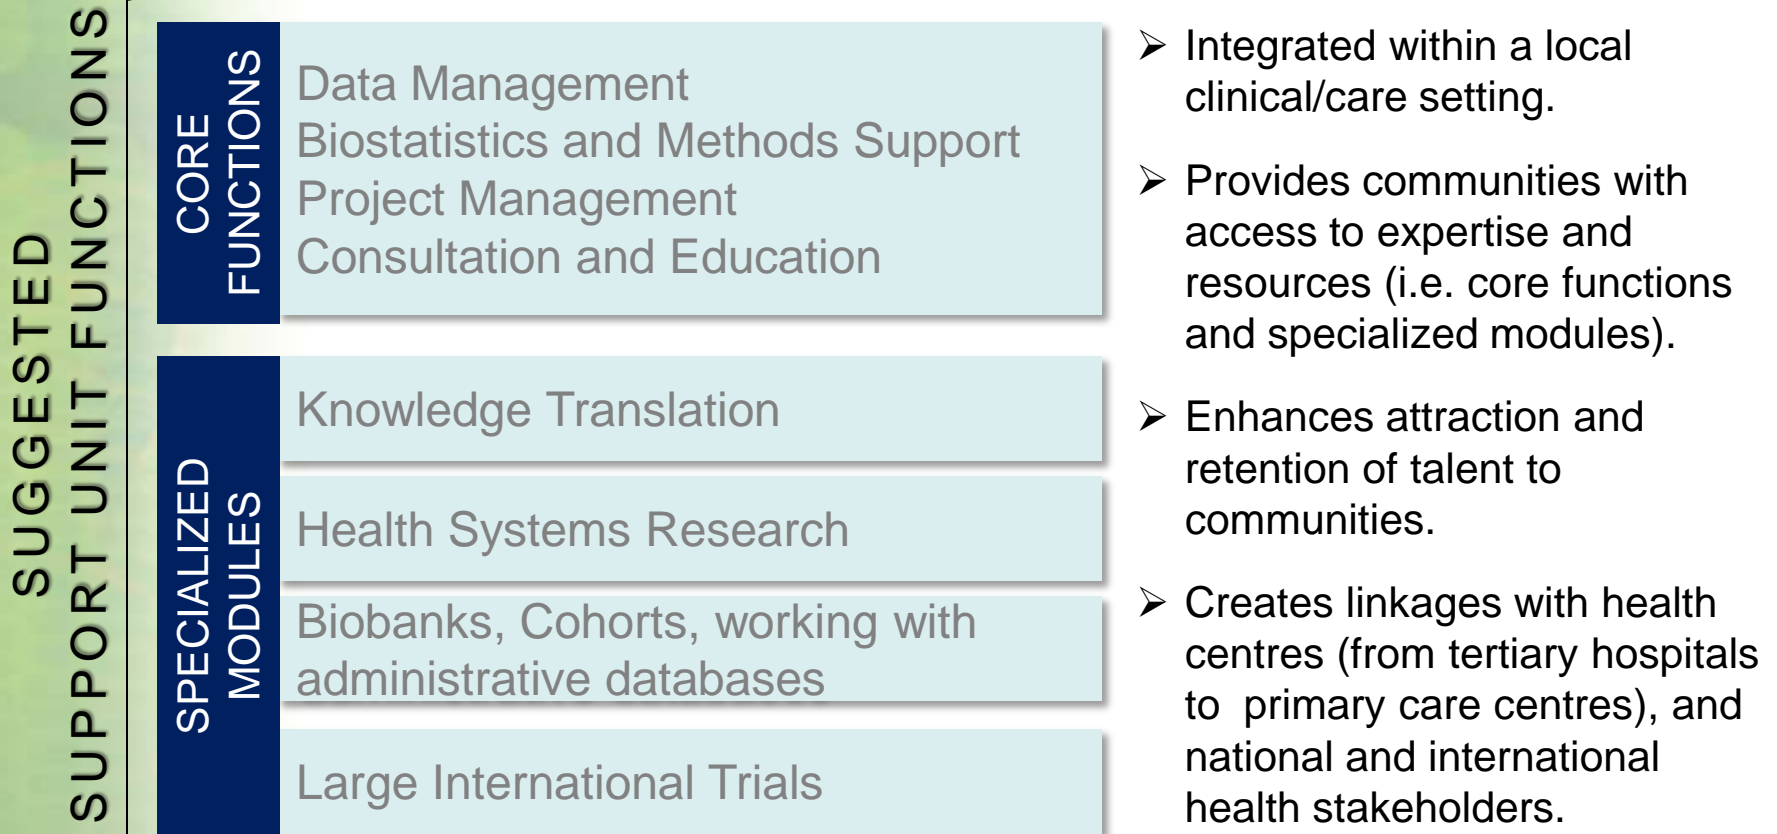 SUGGESTED
SUPPORT UNIT FUNCTIONS
CORE
FUNCTIONS
Data Management
Biostatistics and Methods Support
Project Management
Consultation and Education
SPECIALIZED
MODULES
Knowledge Translation
Health Systems Research
Biobanks, Cohorts, working with
administrative databases
Large International Trials
➢ Integrated within a local
clinical/care setting.
➢ Provides communities with
access to expertise and
resources (i.e. core functions
and specialized modules).
➢ Enhances attraction and
retention of talent to
communities.
➢ Creates linkages with health
centres (from tertiary hospitals
to  primary care centres), and
national and international
health stakeholders.